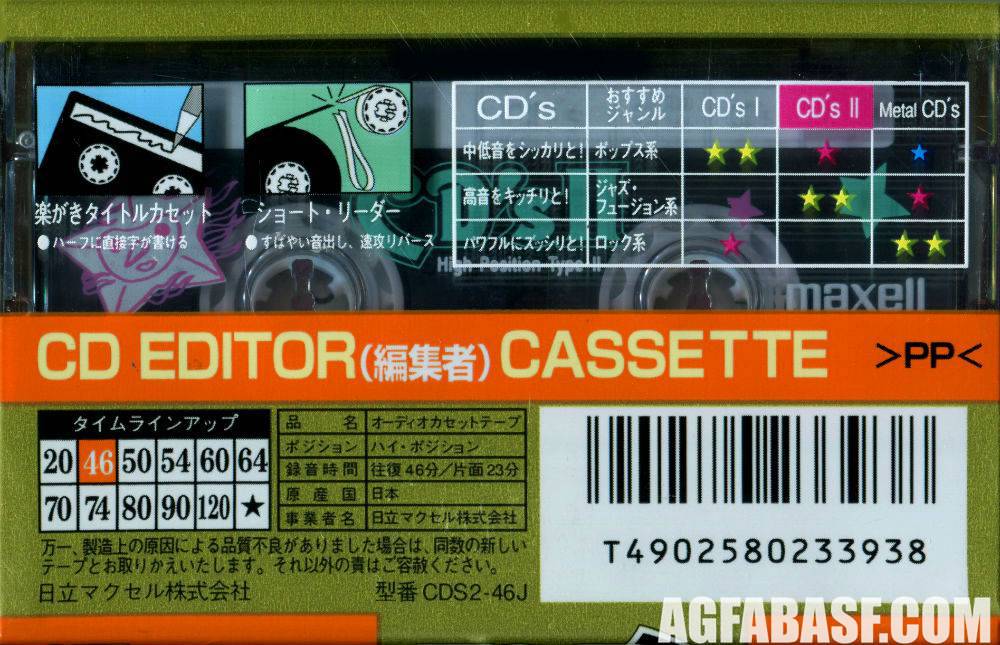 CD's おすすめジャンル CD's I CD's II Metal CD's
中低音をシッカリと! ポップス系 ★★ ★ ★
高音をキッチリと! ジャズ・フュージョン系 ★ ★★ ★
パワフルにズッシリと! ロック系 ★ ★★
楽がきタイトルカセット
●ハーフに直接字が書ける
ショート・リーダー
●すばやい音出し、速攻リバース
CD's II
High Position Type II
maxell
CD EDITOR(編集者) CASSETTE >PP<
タイムラインアップ
20 46 50 54 60 64
70 74 80 90 120 ★
品名 オーディオカセットテープ
ポジション ハイ・ポジション
録音時間 往復46分/片面23分
原産国 日本
事業者名 日立マクセル株式会社
万一、製造上の原因による品質不良がありました場合は、同数の新しい
テープとお取りかえいたします。それ以外の責はご容赦ください。
日立マクセル株式会社 型番 CDS2-46J
T4902580233938
AGFABASF.COM